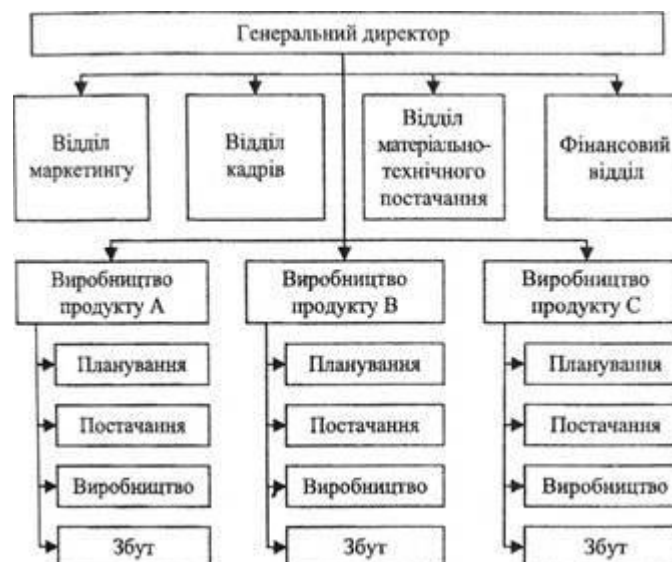 Генеральний директор
Відділ
маркетингу
Відділ
кадрів
Відділ
матеріально-
технічного
постачання
Фінансовий
відділ
Виробництво
продукту А
Виробництво
продукту В
Виробництво
продукту С
Планування
Планування
Планування
Постачання
Постачання
Постачання
Виробництво
Виробництво
Виробництво
Збут
Збут
Збут